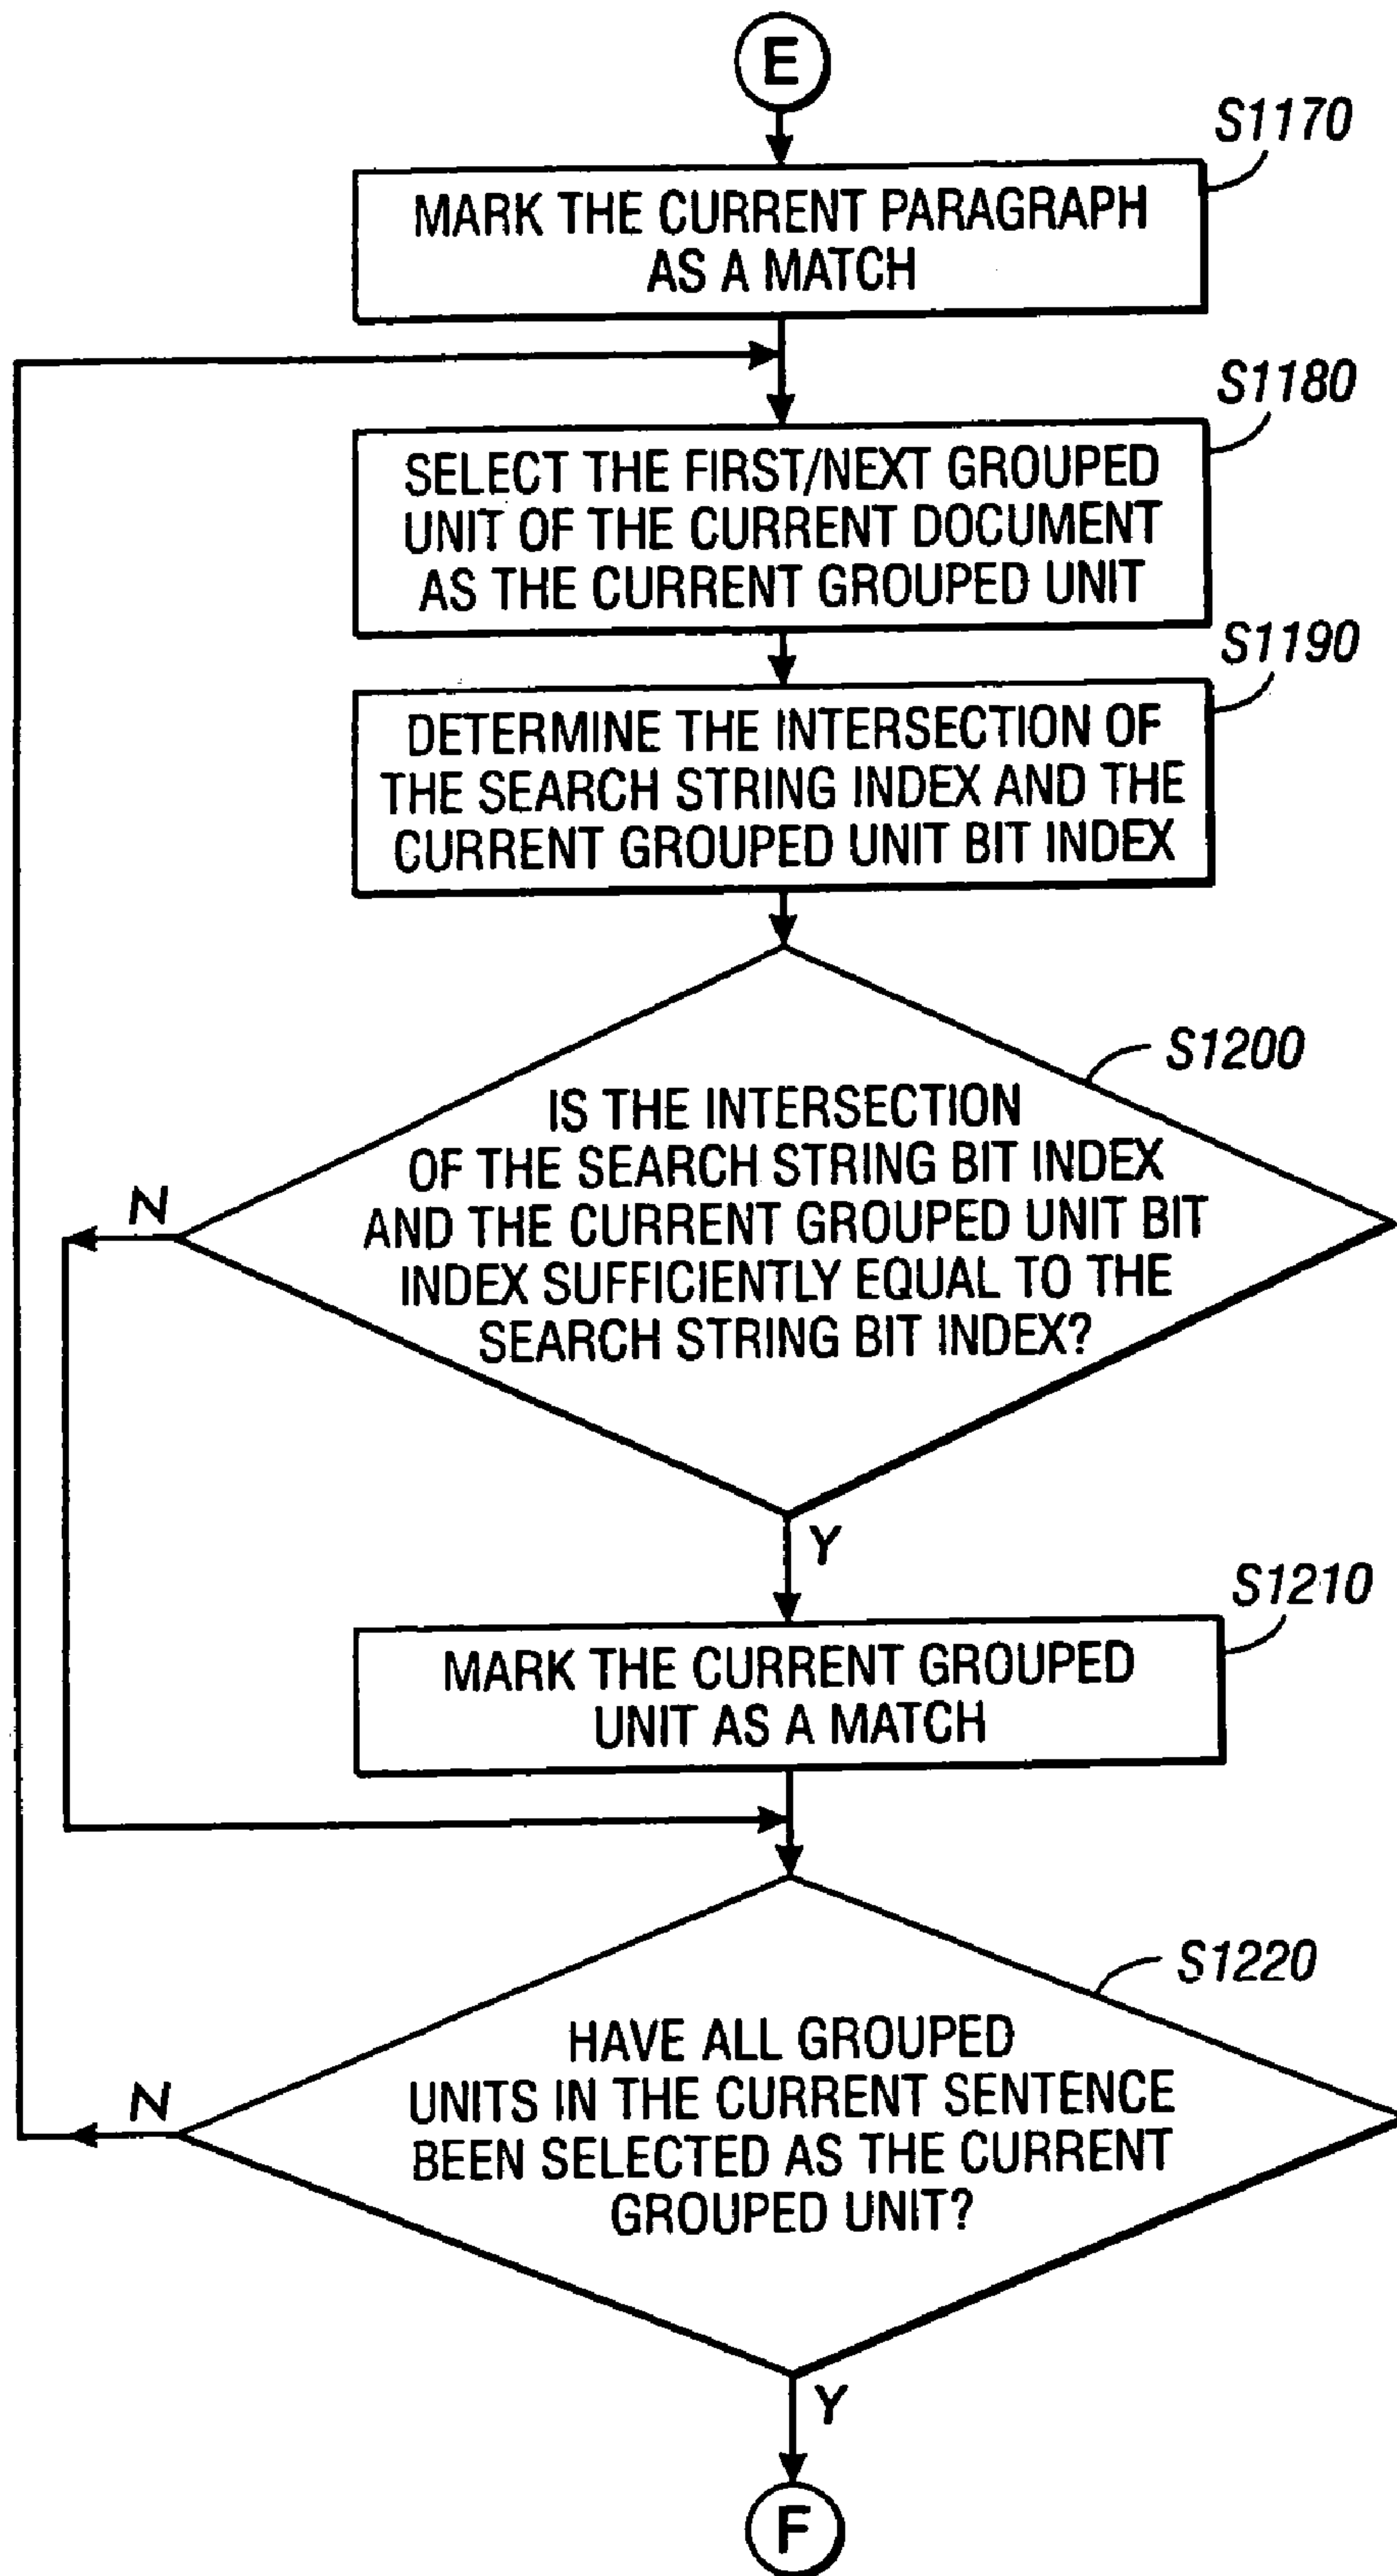 E
S1170
MARK THE CURRENT PARAGRAPH
AS A MATCH
S1180
SELECT THE FIRST/NEXT GROUPED
UNIT OF THE CURRENT DOCUMENT
AS THE CURRENT GROUPED UNIT
S1190
DETERMINE THE INTERSECTION OF
THE SEARCH STRING INDEX AND THE
CURRENT GROUPED UNIT BIT INDEX
S1200
IS THE INTERSECTION
OF THE SEARCH STRING BIT INDEX
AND THE CURRENT GROUPED UNIT BIT
INDEX SUFFICIENTLY EQUAL TO THE
SEARCH STRING BIT INDEX?
N
Y
S1210
MARK THE CURRENT GROUPED
UNIT AS A MATCH
S1220
HAVE ALL GROUPED
UNITS IN THE CURRENT SENTENCE
BEEN SELECTED AS THE CURRENT
GROUPED UNIT?
N
Y
F